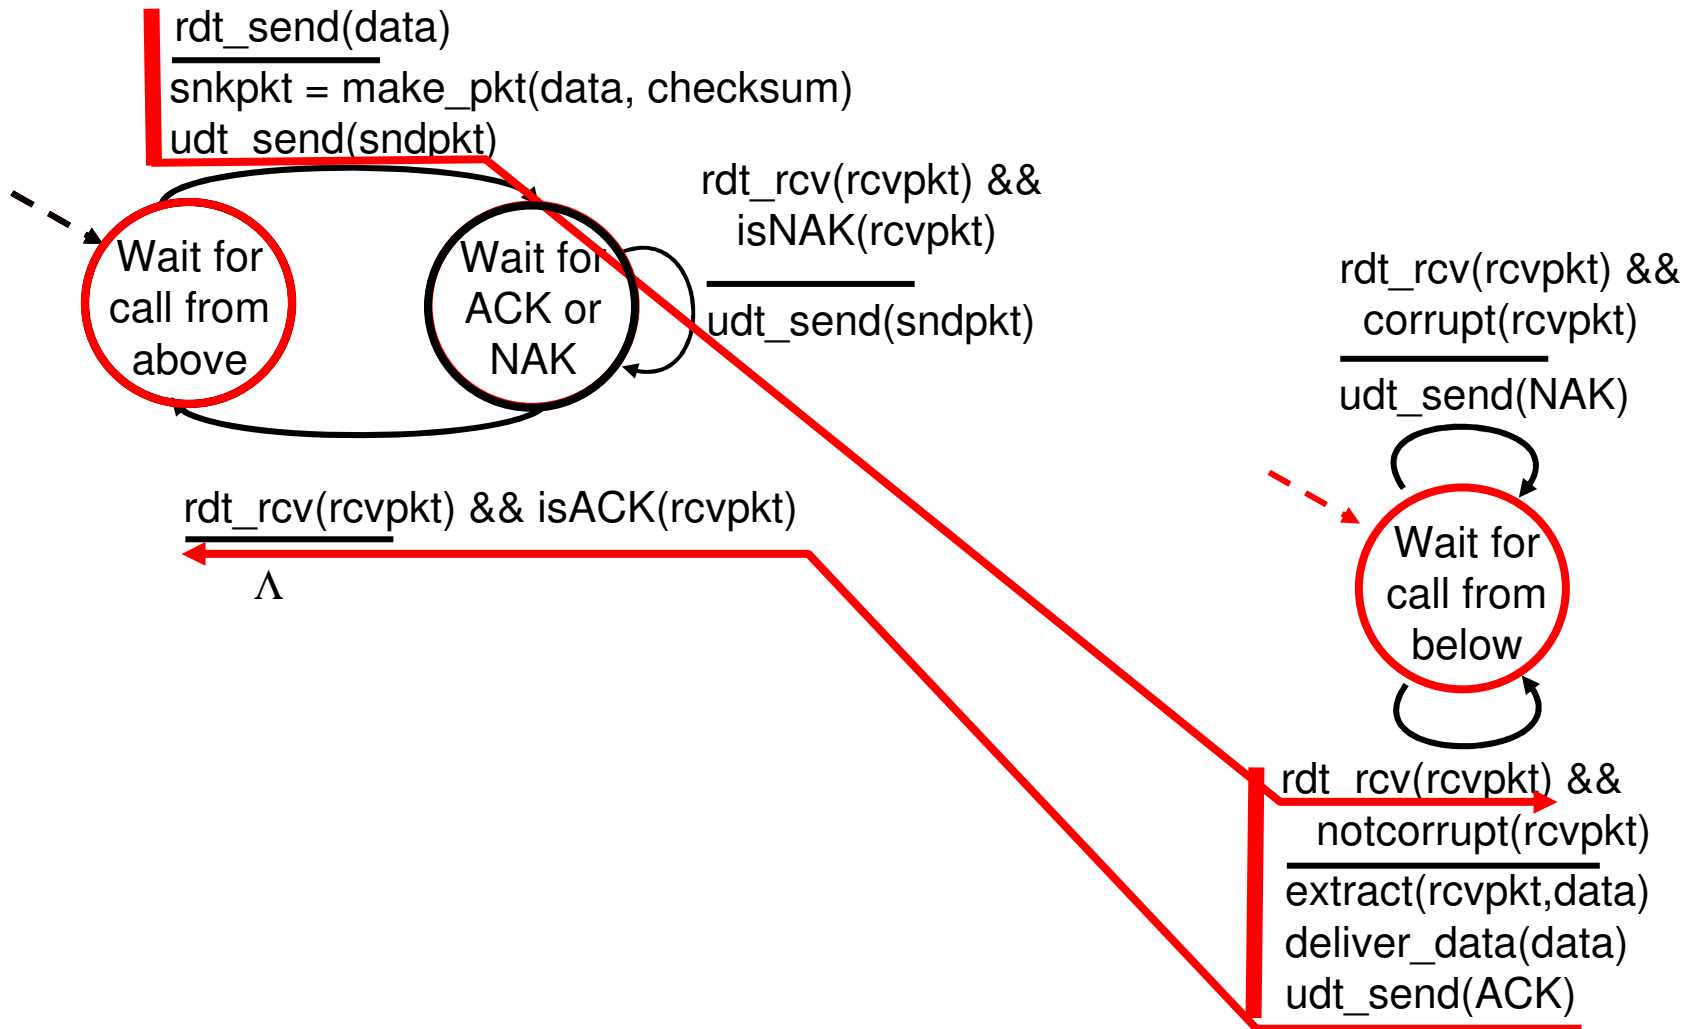 rdt_send(data)
snkpkt = make_pkt(data, checksum)
udt_send(sndpkt)
rdt_rcv(rcvpkt) &&
isNAK(rcvpkt)
udt_send(sndpkt)
Wait for
call from
above
Wait for
ACK or
NAK
rdt_rcv(rcvpkt) && isACK(rcvpkt)
Λ
rdt_rcv(rcvpkt) &&
corrupt(rcvpkt)
udt_send(NAK)
Wait for
call from
below
rdt_rcv(rcvpkt) &&
notcorrupt(rcvpkt)
extract(rcvpkt,data)
deliver_data(data)
udt_send(ACK)